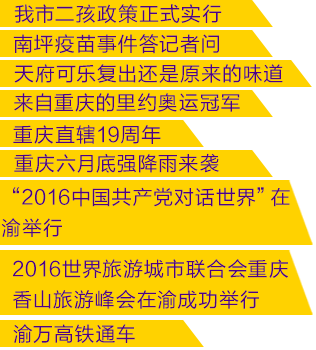 我市二孩政策正式实行
南坪疫苗事件答记者问
天府可乐复出还是原来的味道
来自重庆的里约奥运冠军
重庆直辖19周年
重庆六月底强降雨来袭
“2016中国共产党对话世界”在
渝举行
2016世界旅游城市联合会重庆
香山旅游峰会在渝成功举行
渝万高铁通车